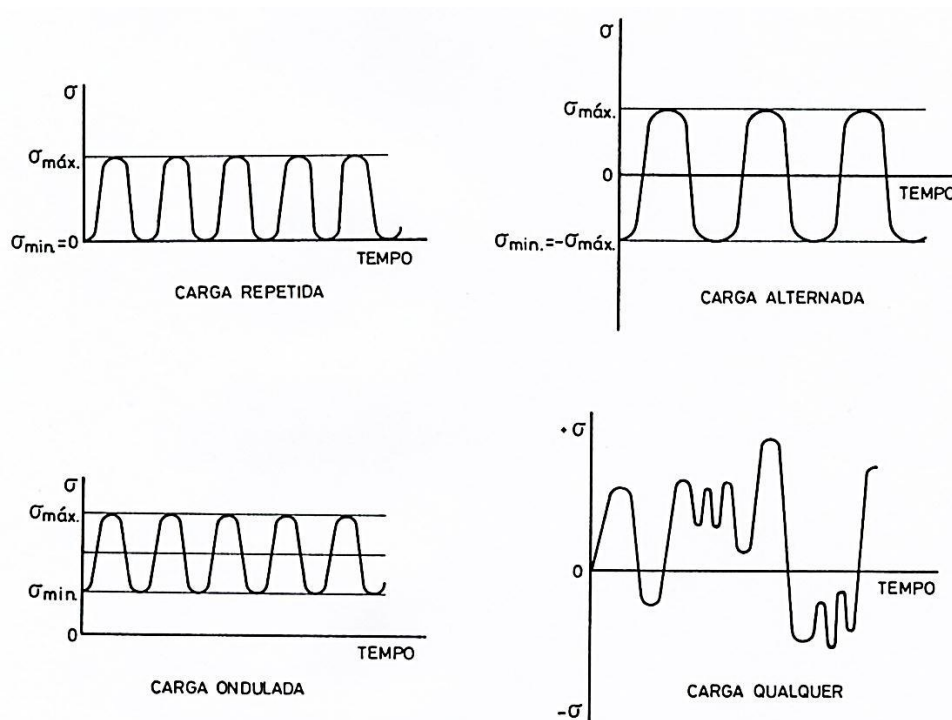 σ
σmáx.
σmin.=0
TEMPO
CARGA REPETIDA
σ
σmáx.
0
TEMPO
σmin.=-σmáx.
CARGA ALTERNADA
σ
σmáx.
σmin.
0
TEMPO
CARGA ONDULADA
+σ
0
TEMPO
-σ
CARGA QUALQUER